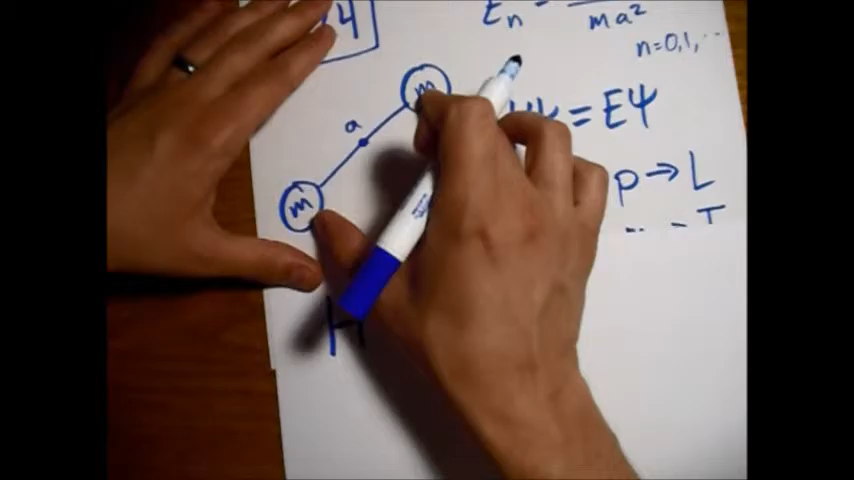 4
En = 
ma²
n=0,1,...
m
a
m
= Eψ
p → L
H